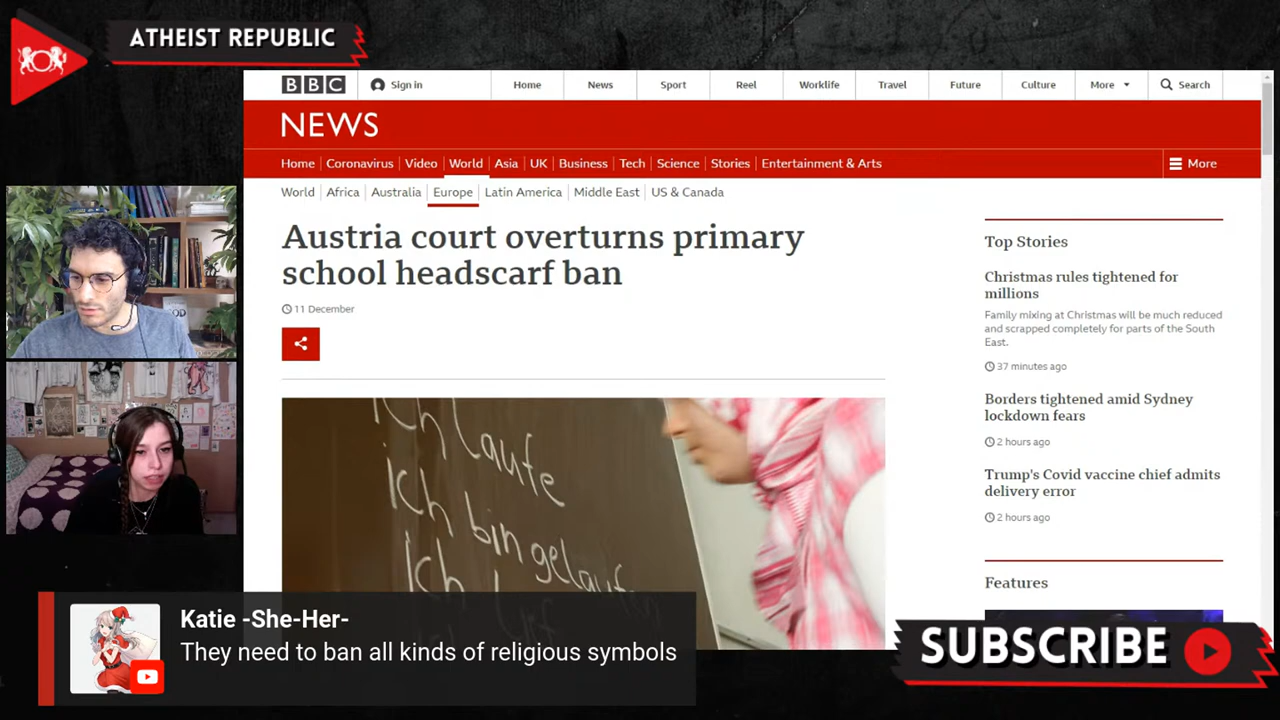 ATHEIST REPUBLIC
BBC
Sign in
Home
News
Sport
Reel
Worklife
Travel
Future
Culture
More
Search
NEWS
Home
Coronavirus
Video
World
Asia
UK
Business
Tech
Science
Stories
Entertainment & Arts
More
World
Africa
Australia
Europe
Latin America
Middle East
US & Canada
Austria court overturns primary
school headscarf ban
11 December
Top Stories
Christmas rules tightened for
millions
Family mixing at Christmas will be much reduced
and scrapped completely for parts of the South
East.
37 minutes ago
Borders tightened amid Sydney
lockdown fears
2 hours ago
Trump's Covid vaccine chief admits
delivery error
2 hours ago
Features
ich laufe
ich bin gelaufen
ich
Katie -She-Her-
They need to ban all kinds of religious symbols
SUBSCRIBE